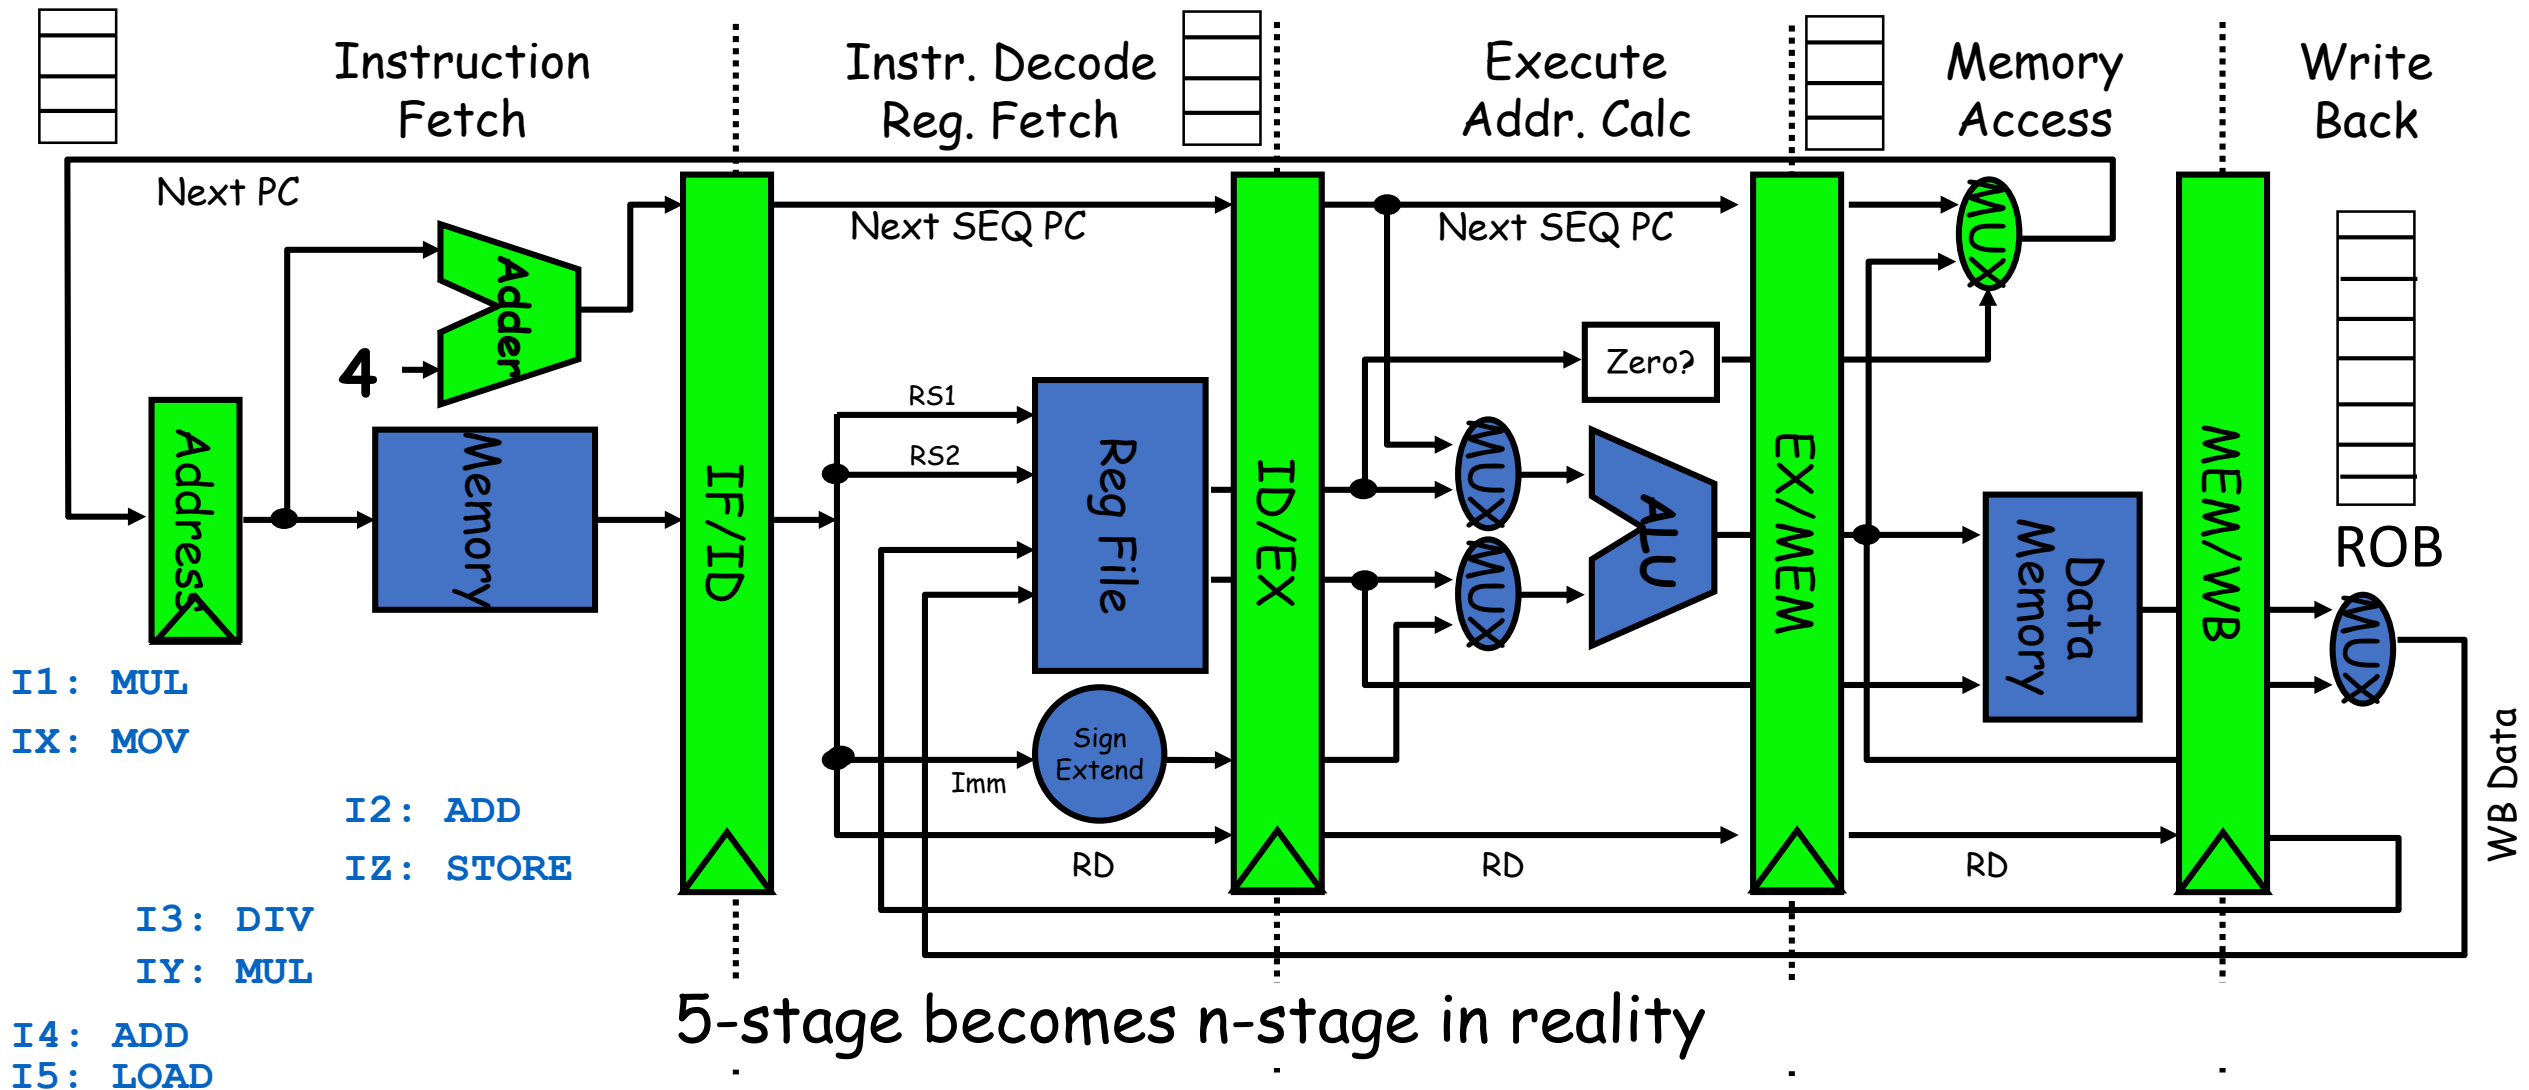 Instruction
Fetch
Instr. Decode
Reg. Fetch
Execute
Addr. Calc
Memory
Access
Write
Back
Next PC
Next SEQ PC
Next SEQ PC
MUX
Adder
4
Zero?
RS1
RS2
Address
Memory
IF/ID
Reg File
ID/EX
MUX
MUX
ALU
EX/MEM
Data
Memory
MEM/WB
ROB
MUX
WB Data
Sign
Extend
Imm
RD
RD
RD
I1: MUL
IX: MOV
I2: ADD
IZ: STORE
I3: DIV
IY: MUL
I4: ADD
I5: LOAD
5-stage becomes n-stage in reality